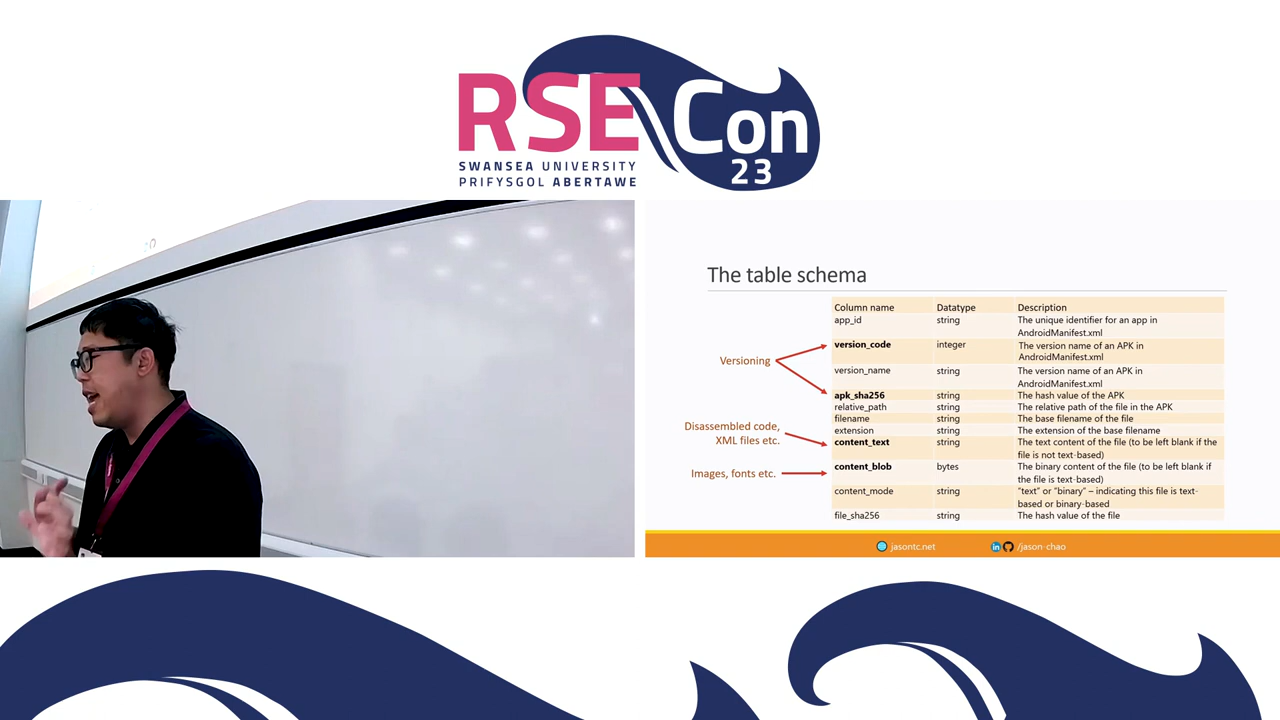 RSE Con
23
SWANSEA UNIVERSITY
PRIFYSGOL ABERTAWE
The table schema
Column name Datatype Description
app_id string The unique identifier for an app in
AndroidManifest.xml
version_code integer The version name of an APK in
AndroidManifest.xml
version_name string The version name of an APK in
AndroidManifest.xml
apk_sha256 string The hash value of the APK
relative_path string The relative path of the file in the APK
filename string The base filename of the file
extension string The extension of the base filename
content_text string The text content of the file (to be left blank if the
file is not text-based)
content_blob bytes The binary content of the file (to be left blank if
the file is text-based)
content_mode string "text" or "binary" – indicating this file is text-
based or binary-based
file_sha256 string The hash value of the file
Versioning
Disassembled code,
XML files etc.
Images, fonts etc.
jasontc.net
in /jason-chao